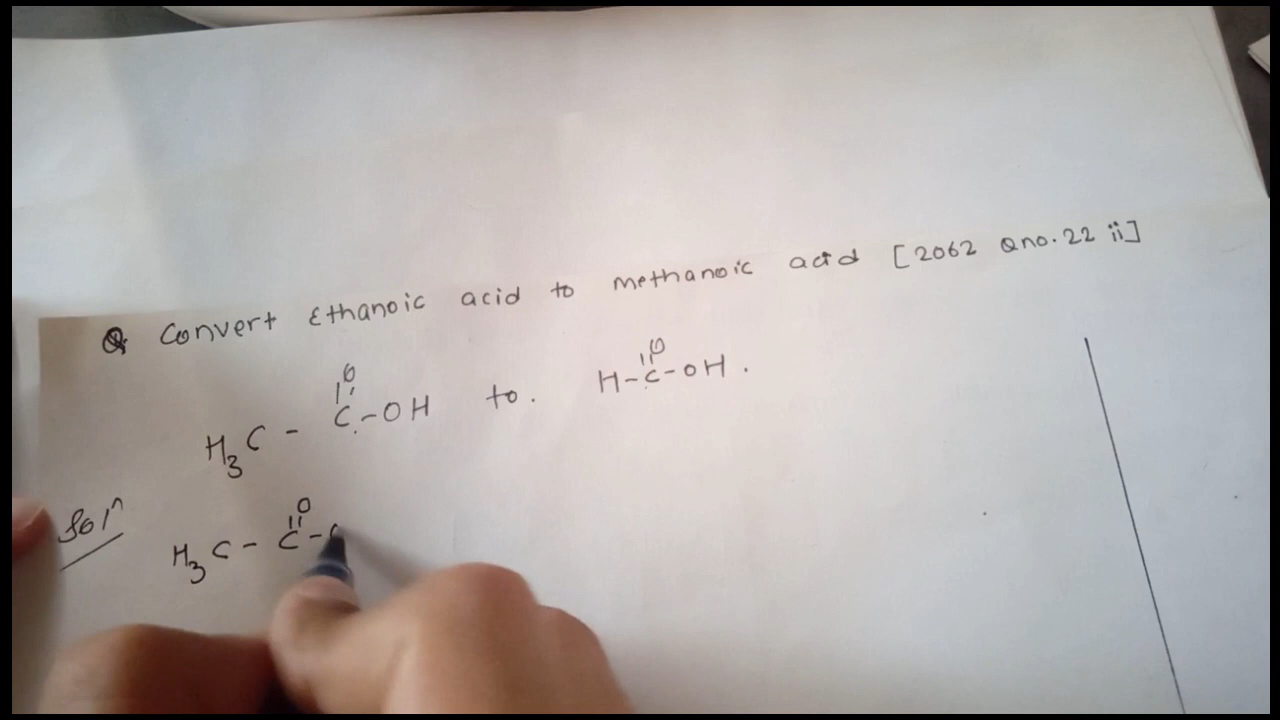 Q Convert Ethanoic acid to methanoic acid [2062 Qno.22 ii]
O O
H3C - C-OH to. H-C-OH.
Solⁿ
O
H3C - C-